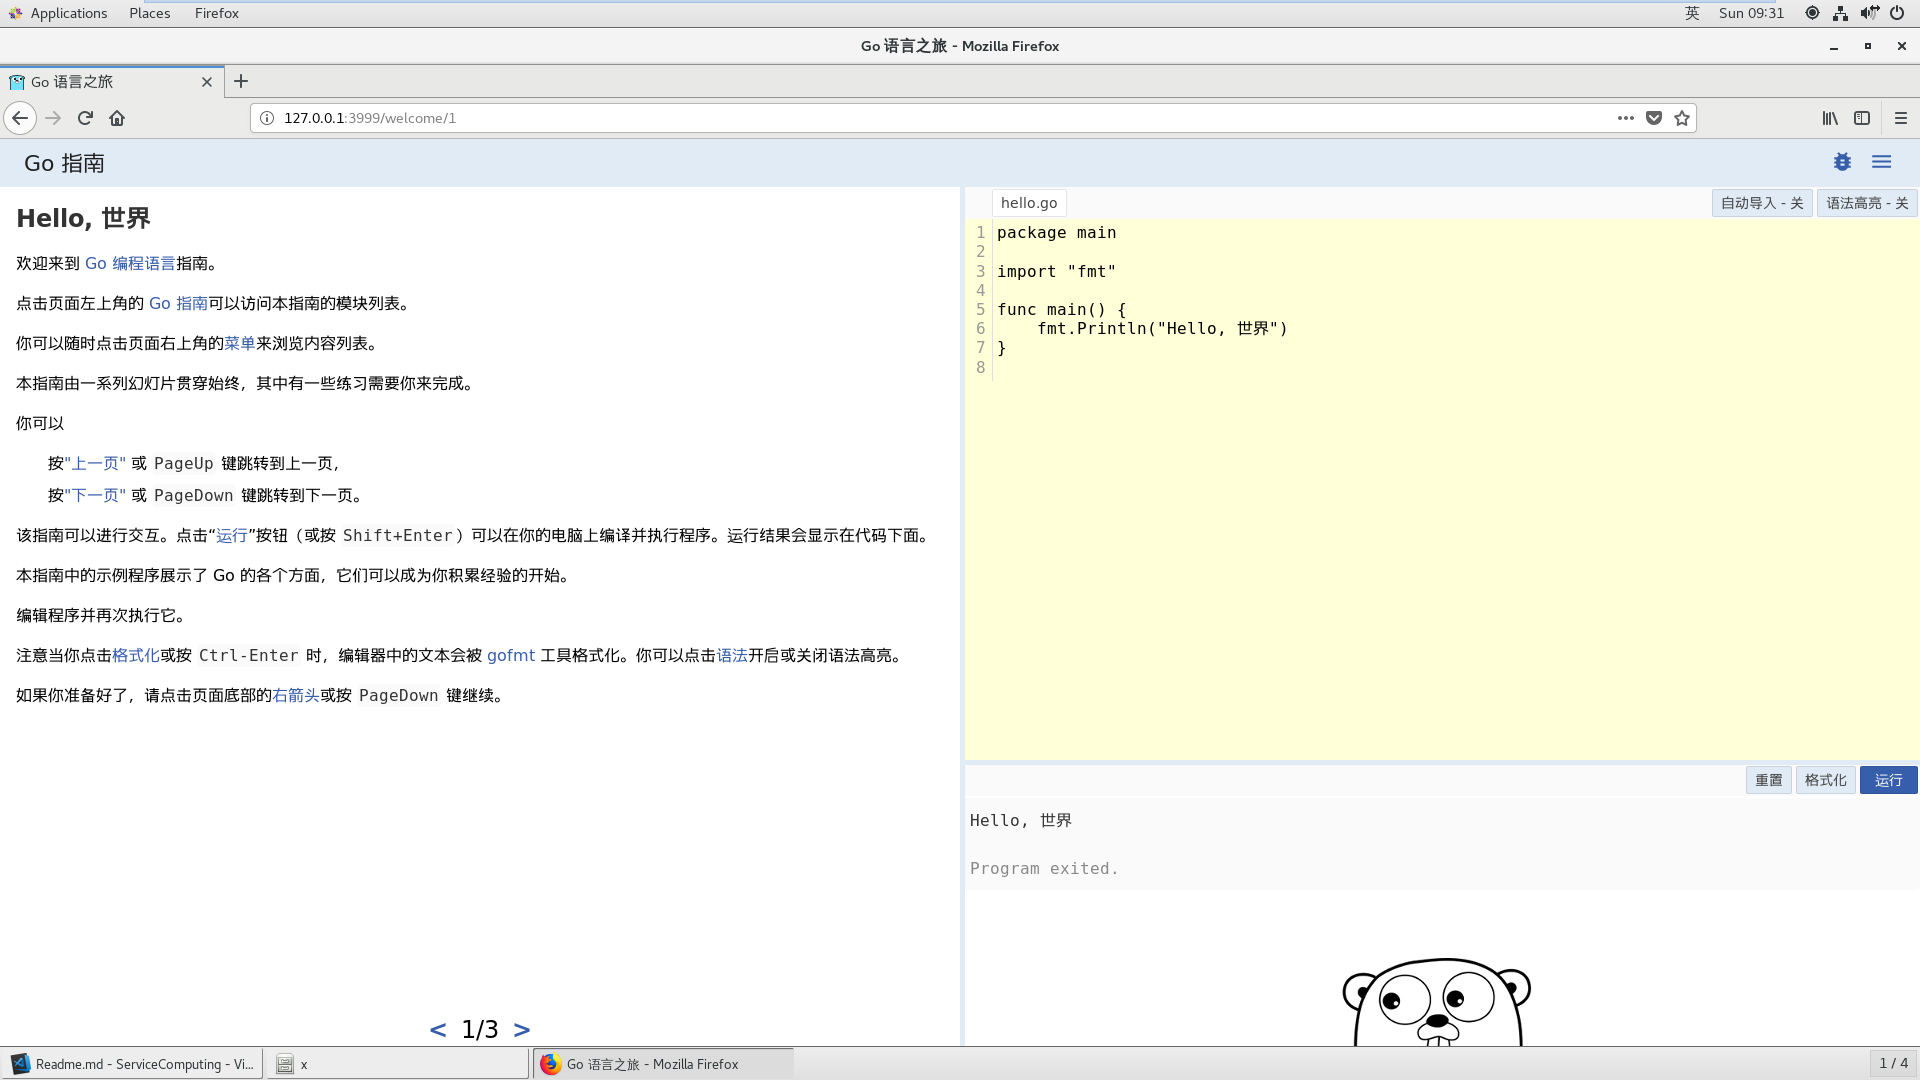 Applications Places Firefox 英 Sun 09:31
Go 语言之旅 - Mozilla Firefox
Go 语言之旅
127.0.0.1:3999/welcome/1
Go 指南
Hello, 世界
欢迎来到 Go 编程语言指南。
点击页面左上角的 Go 指南可以访问本指南的模块列表。
你可以随时点击页面右上角的菜单来浏览内容列表。
本指南由一系列幻灯片贯穿始终，其中有一些练习需要你来完成。
你可以
按"上一页" 或 PageUp 键跳转到上一页，
按"下一页" 或 PageDown 键跳转到下一页。
该指南可以进行交互。点击“运行”按钮（或按 Shift+Enter）可以在你的电脑上编译并执行程序。运行结果会显示在代码下面。
本指南中的示例程序展示了 Go 的各个方面，它们可以成为你积累经验的开始。
编辑程序并再次执行它。
注意当你点击格式化或按 Ctrl-Enter 时，编辑器中的文本会被 gofmt 工具格式化。你可以点击语法开启或关闭语法高亮。
如果你准备好了，请点击页面底部的右箭头或按 PageDown 键继续。
< 1/3 >
hello.go 自动导入 - 关 语法高亮 - 关
1 package main
2
3 import "fmt"
4
5 func main() {
6     fmt.Println("Hello, 世界")
7 }
8
重置 格式化 运行
Hello, 世界
Program exited.
Readme.md - ServiceComputing - Vi... x Go 语言之旅 - Mozilla Firefox 1 / 4